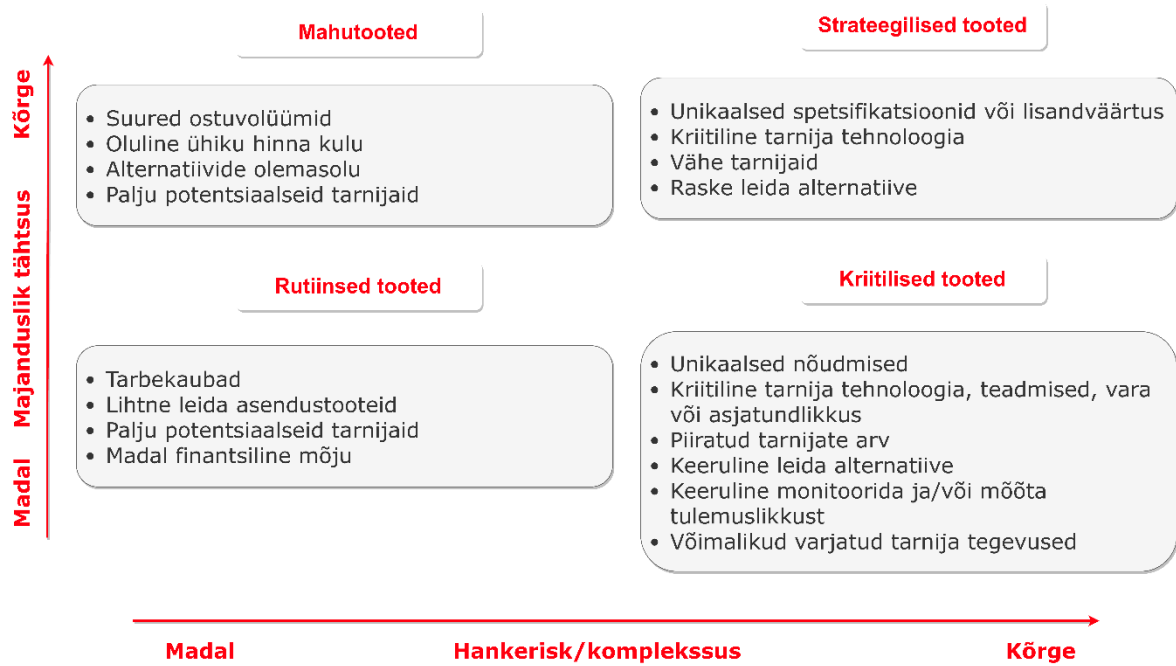 Mahutooted
Strateegilised tooted
• Suured ostuvolüümid
• Oluline ühiku hinna kulu
• Alternatiivide olemasolu
• Palju potentsiaalseid tarnijaid
• Unikaalsed spetsifikatsioonid või lisandväärtus
• Kriitiline tarnija tehnoloogia
• Vähe tarnijaid
• Raske leida alternatiive
Rutiinsed tooted
Kriitilised tooted
• Tarbekaubad
• Lihtne leida asendustooteid
• Palju potentsiaalseid tarnijaid
• Madal finantsiline mõju
• Unikaalsed nõudmised
• Kriitiline tarnija tehnoloogia, teadmised, vara
või asjatundlikkus
• Piiratud tarnijate arv
• Keeruline leida alternatiive
• Keeruline monitoorida ja/või mõõta
tulemuslikkust
• Võimalikud varjatud tarnija tegevused
Kõrge
Majanduslik tähtsus
Madal
Madal
Hankerisk/komplekssus
Kõrge